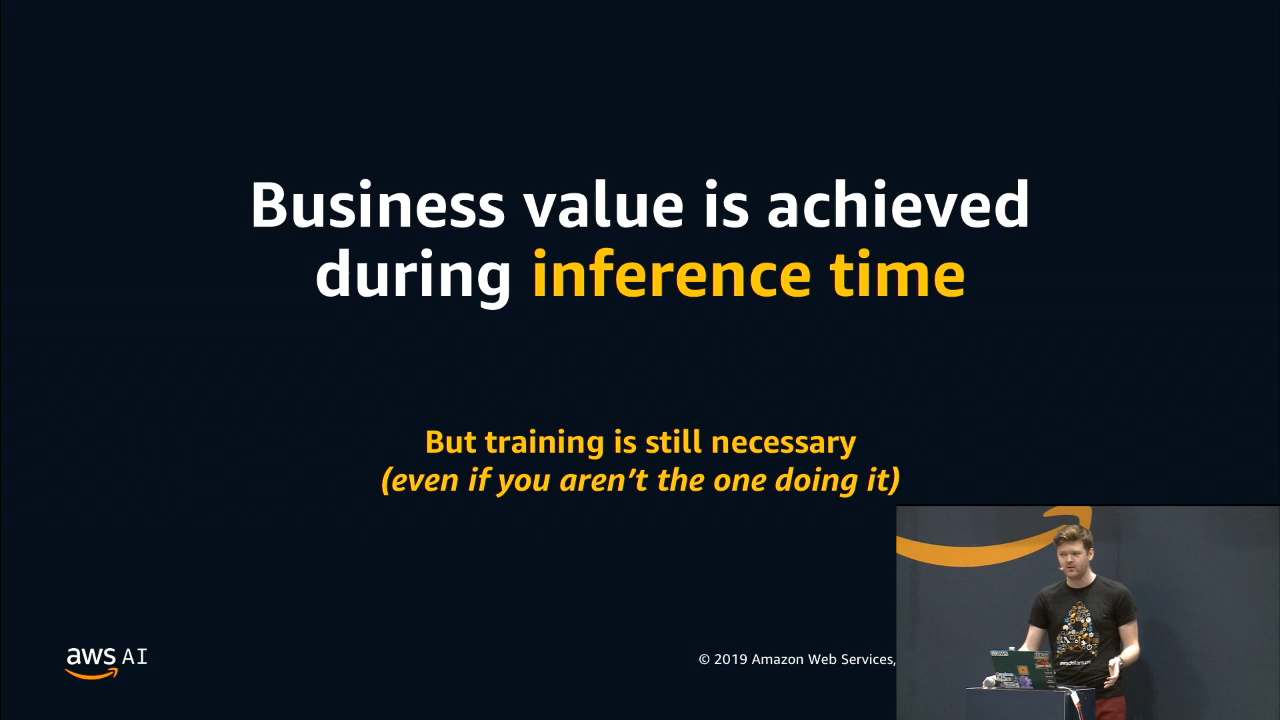 Business value is achieved
during inference time
But training is still necessary
(even if you aren't the one doing it)
aws AI
© 2019 Amazon Web Services,